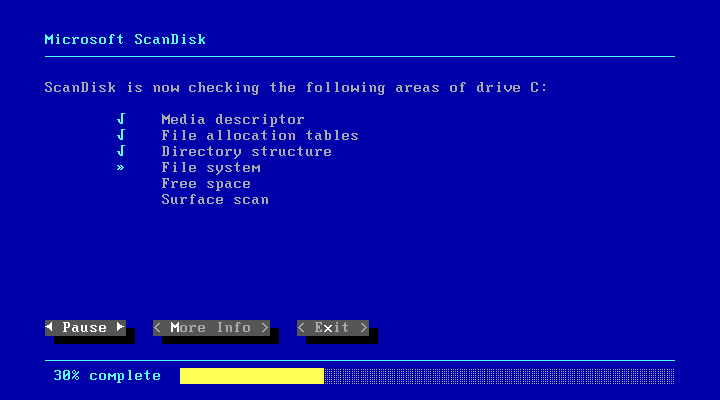 Microsoft ScanDisk
ScanDisk is now checking the following areas of drive C:
√ Media descriptor
√ File allocation tables
√ Directory structure
» File system
Free space
Surface scan
◄ Pause ► < More Info > < Exit >
30% complete